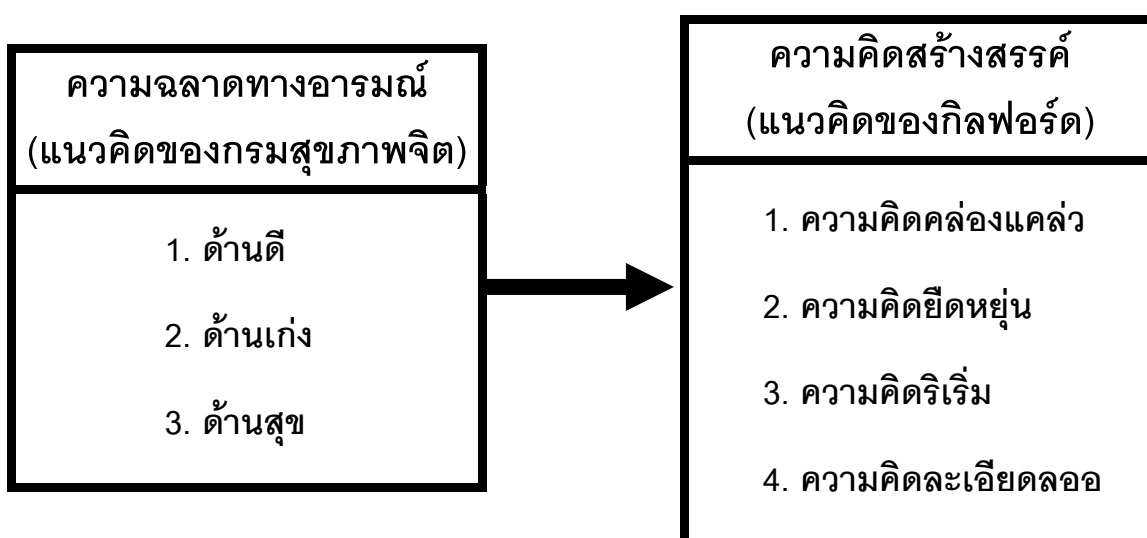 ความฉลาดทางอารมณ์
(แนวคิดของกรมสุขภาพจิต)
1. ด้านดี
2. ด้านเก่ง
3. ด้านสุข
ความคิดสร้างสรรค์
(แนวคิดของกิลฟอร์ด)
1. ความคิดคล่องแคล่ว
2. ความคิดยืดหยุ่น
3. ความคิดริเริ่ม
4. ความคิดละเอียดลออ